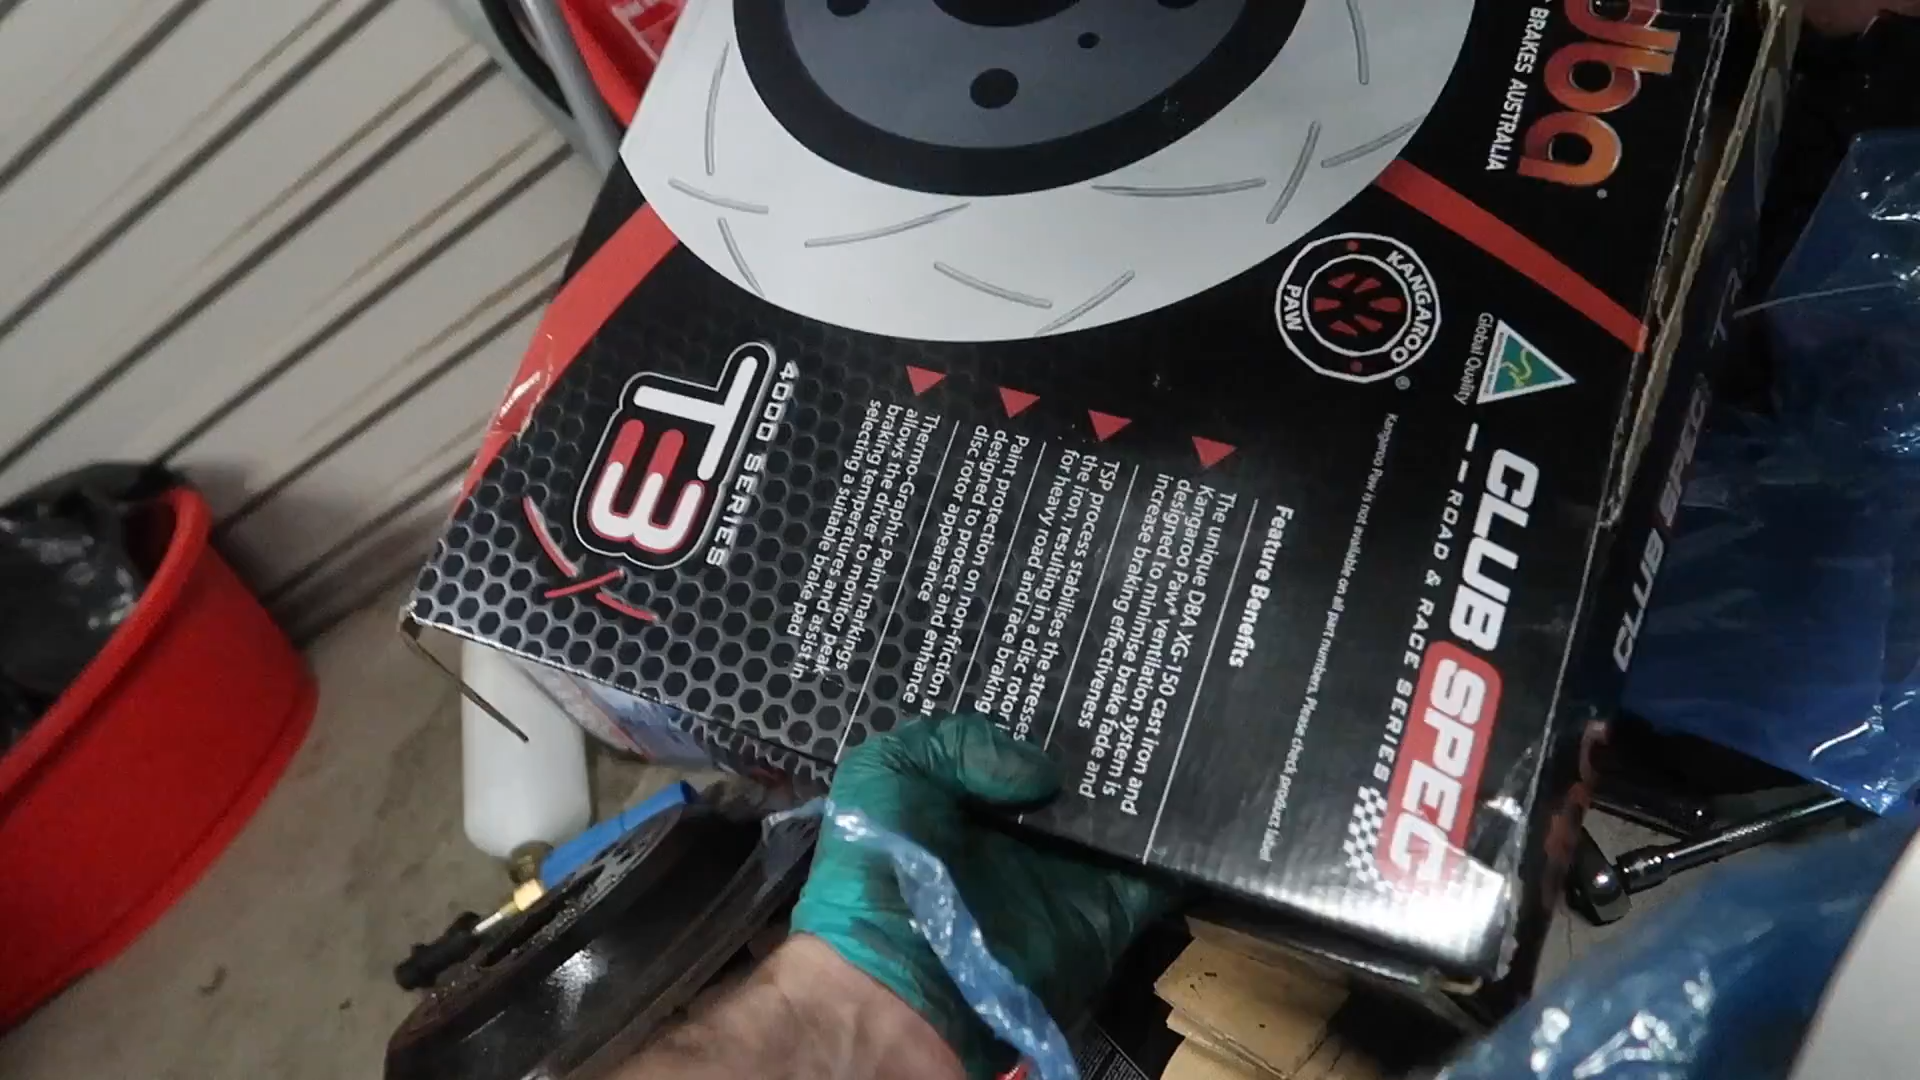 dba
BRAKES AUSTRALIA
KANGAROO
PAW
Global Quality
CLUB SPEC
ROAD & RACE SERIES
Kangaroo Paw is not available on all part numbers. Please check product label
Feature Benefits
The unique DBA XG-150 cast iron and
Kangaroo Paw® ventilation system is
designed to minimise brake fade and
increase braking effectiveness
TSP process stabilises the stresses
the iron, resulting in a disc rotor
for heavy road and race braking
Paint protection on non-friction
designed to protect and enhance
disc rotor appearance
Thermo-Graphic Paint markings
allows the driver to monitor peak
braking temperatures and assist in
selecting a suitable brake pad
T3
4000 SERIES
CLUB SPEC